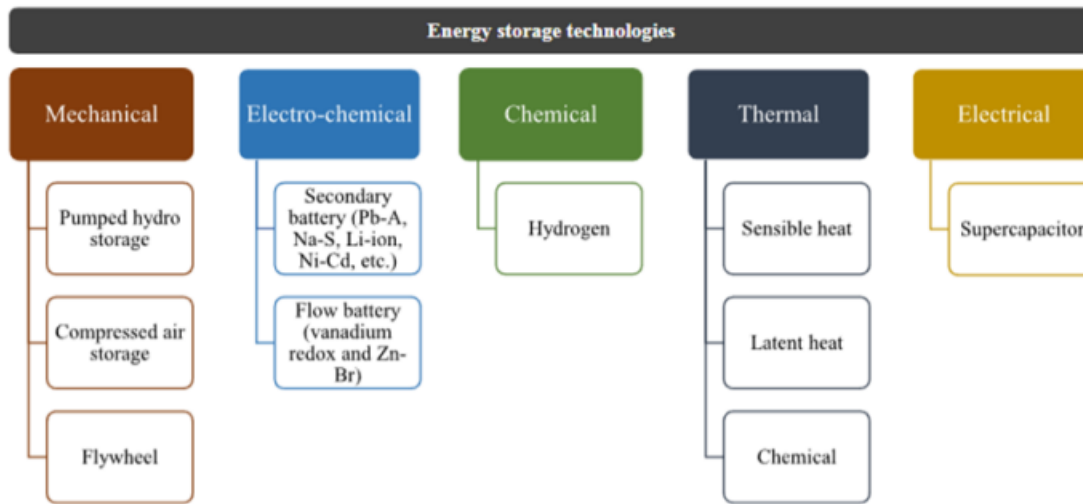 Energy storage technologies
Mechanical
Pumped hydro
storage
Compressed air
storage
Flywheel
Electro-chemical
Secondary
battery (Pb-A,
Na-S, Li-ion,
Ni-Cd, etc.)
Flow battery
(vanadium
redox and Zn-
Br)
Chemical
Hydrogen
Thermal
Sensible heat
Latent heat
Chemical
Electrical
Supercapacitor